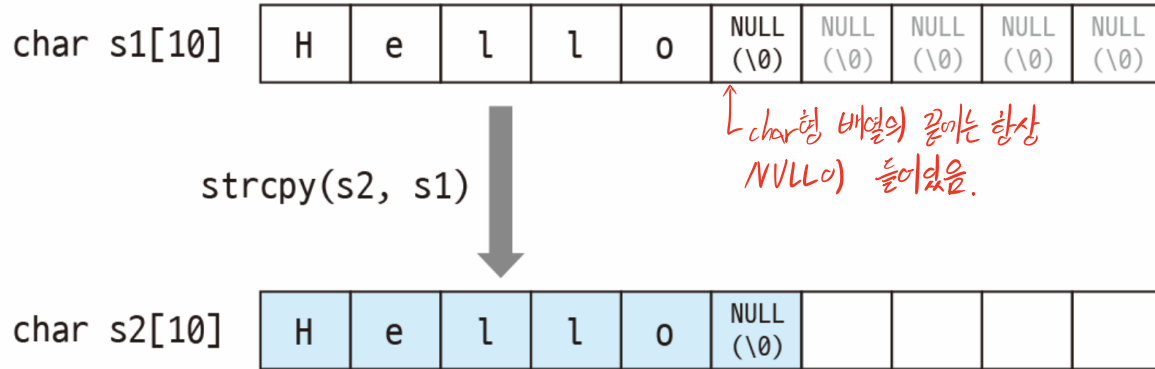 char s1[10] H e l l o NULL (\0) NULL (\0) NULL (\0) NULL (\0) NULL (\0)
char형 배열의 끝에는 항상
NULL이 들어있음.
strcpy(s2, s1)
char s2[10] H e l l o NULL (\0)